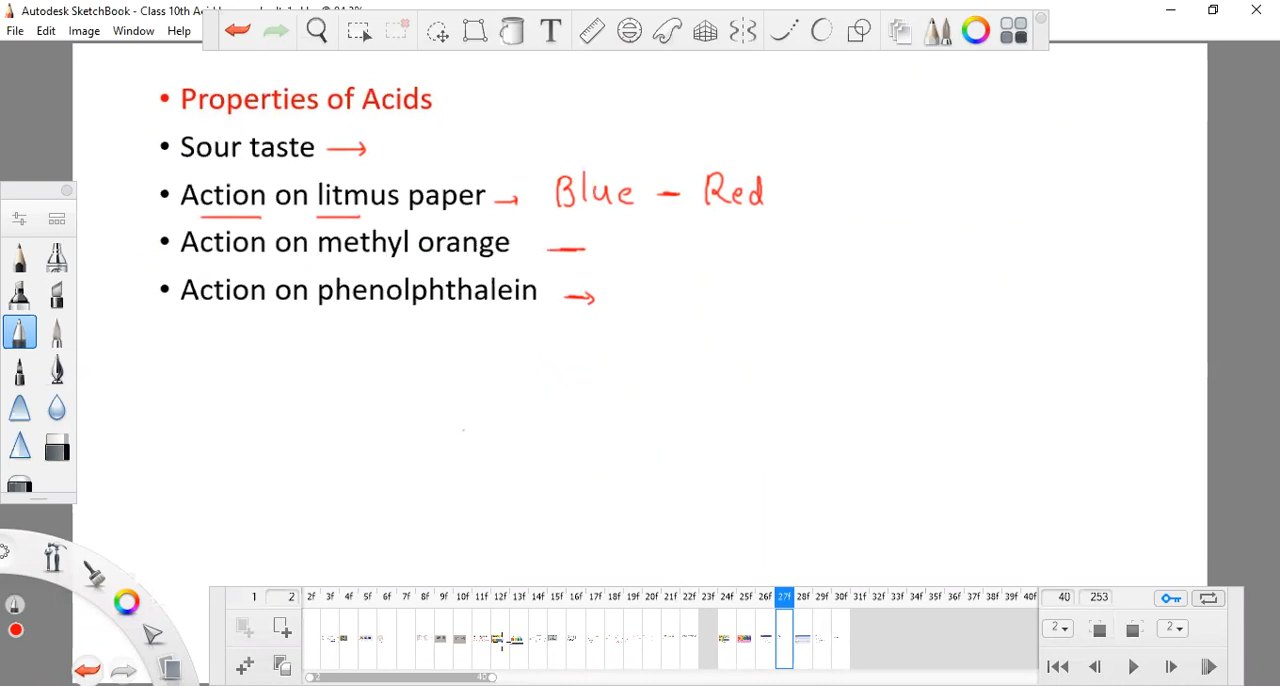 Autodesk SketchBook - Class 10th
File Edit Image Window Help
• Properties of Acids
• Sour taste →
• Action on litmus paper → Blue - Red
• Action on methyl orange —
• Action on phenolphthalein →
1 2 2f 3f 4f 5f 6f 7f 8f 9f 10f 11f 12f 13f 14f 15f 16f 17f 18f 19f 20f 21f 22f 23f 24f 25f 26f 27f 28f 29f 30f 31f 32f 33f 34f 35f 36f 37f 38f 39f 40f 40 253
2 2
2 40